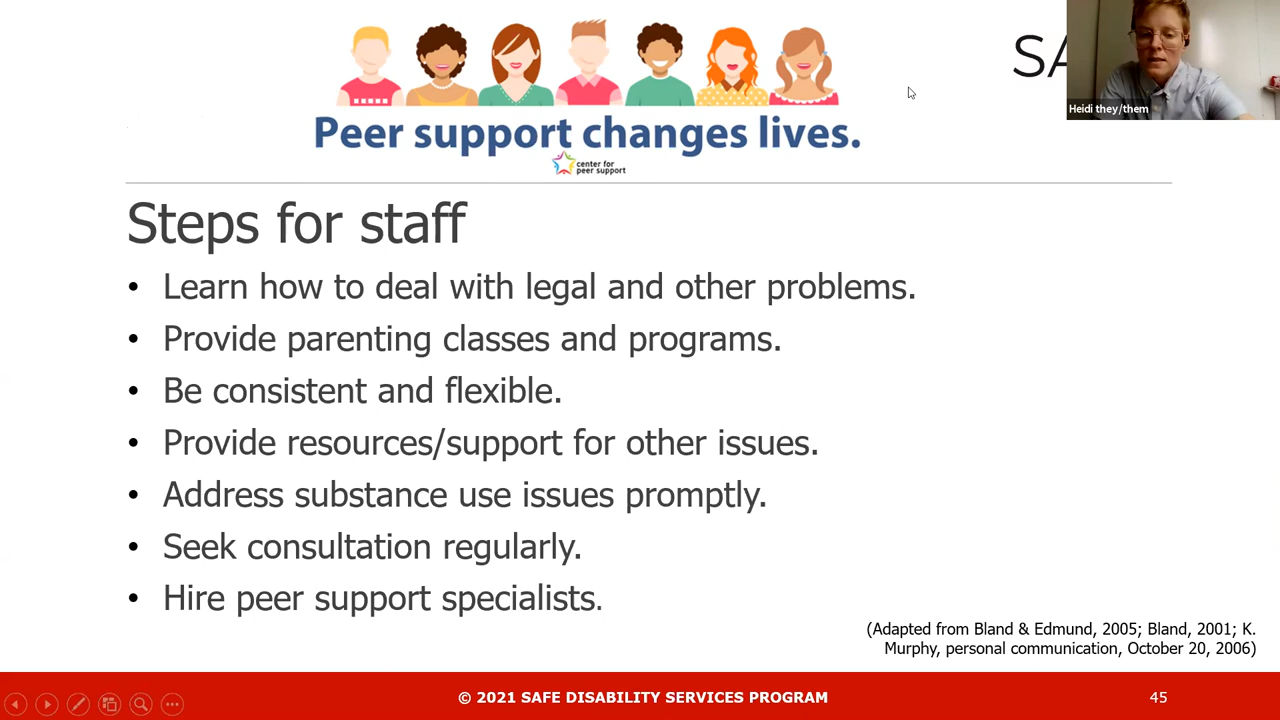 SA
Heidi they/them
Peer support changes lives.
center for
peer support
Steps for staff
• Learn how to deal with legal and other problems.
• Provide parenting classes and programs.
• Be consistent and flexible.
• Provide resources/support for other issues.
• Address substance use issues promptly.
• Seek consultation regularly.
• Hire peer support specialists.
(Adapted from Bland & Edmund, 2005; Bland, 2001; K.
Murphy, personal communication, October 20, 2006)
© 2021 SAFE DISABILITY SERVICES PROGRAM
45